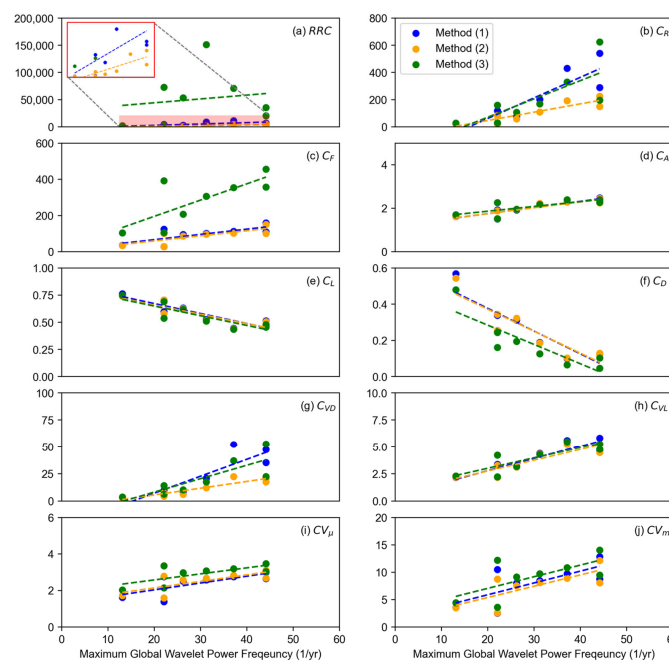 (a) RRC
200,000
150,000
100,000
50,000
0
(b) C_R
Method (1)
Method (2)
Method (3)
800
600
400
200
0
(c) C_F
600
400
200
0
(d) C_A
4
2
0
(e) C_L
1.00
0.75
0.50
0.25
0.00
(f) C_D
0.6
0.4
0.2
0.0
(g) C_VD
100
75
50
25
0
(h) C_VL
10.0
7.5
5.0
2.5
0.0
(i) CV_μ
6
4
2
0
0 10 20 30 40 50 60
Maximum Global Wavelet Power Freqeuncy (1/yr)
(j) CV_m
20
15
10
5
0
0 10 20 30 40 50 60
Maximum Global Wavelet Power Freqeuncy (1/yr)